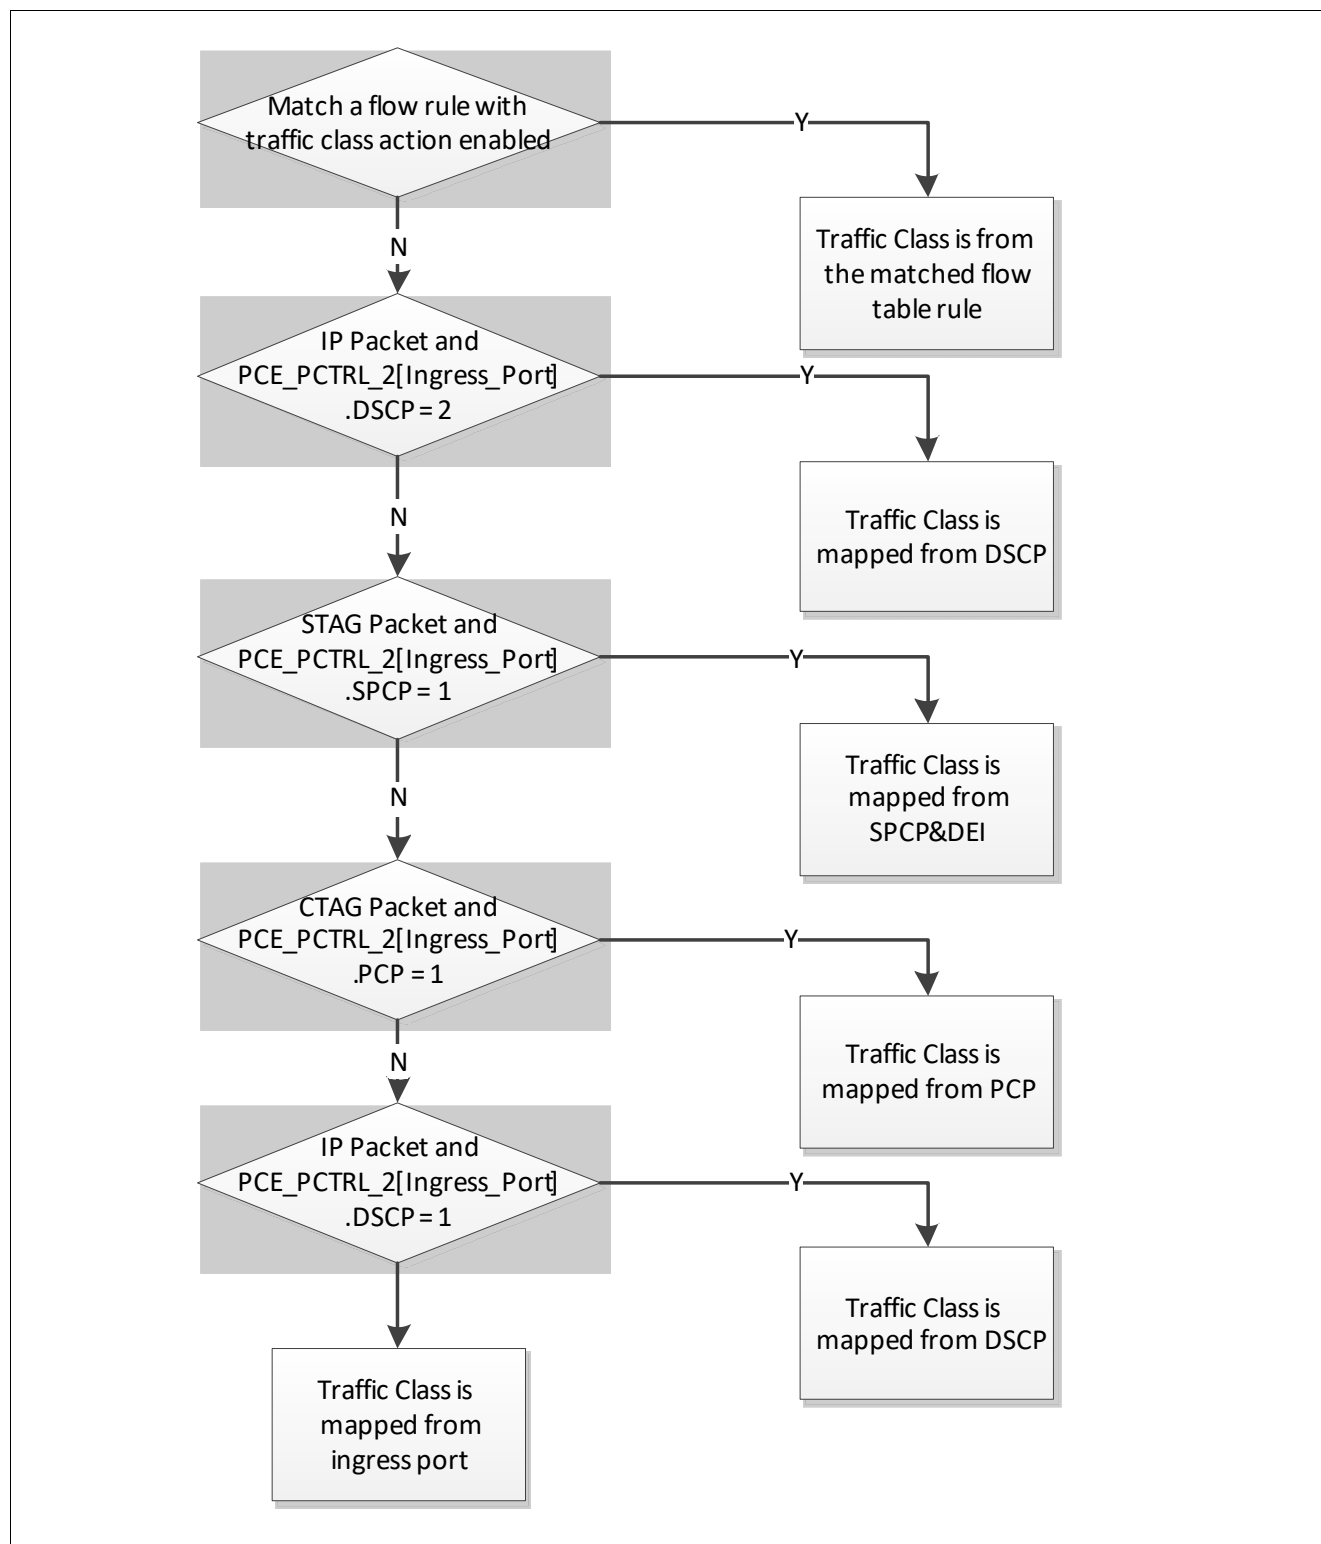 Match a flow rule with
traffic class action enabled
Y
Traffic Class is from
the matched flow
table rule
N
IP Packet and
PCE_PCTRL_2[Ingress_Port]
.DSCP = 2
Y
Traffic Class is
mapped from DSCP
N
STAG Packet and
PCE_PCTRL_2[Ingress_Port]
.SPCP = 1
Y
Traffic Class is
mapped from
SPCP&DEI
N
CTAG Packet and
PCE_PCTRL_2[Ingress_Port]
.PCP = 1
Y
Traffic Class is
mapped from PCP
N
IP Packet and
PCE_PCTRL_2[Ingress_Port]
.DSCP = 1
Y
Traffic Class is
mapped from DSCP
Traffic Class is
mapped from
ingress port